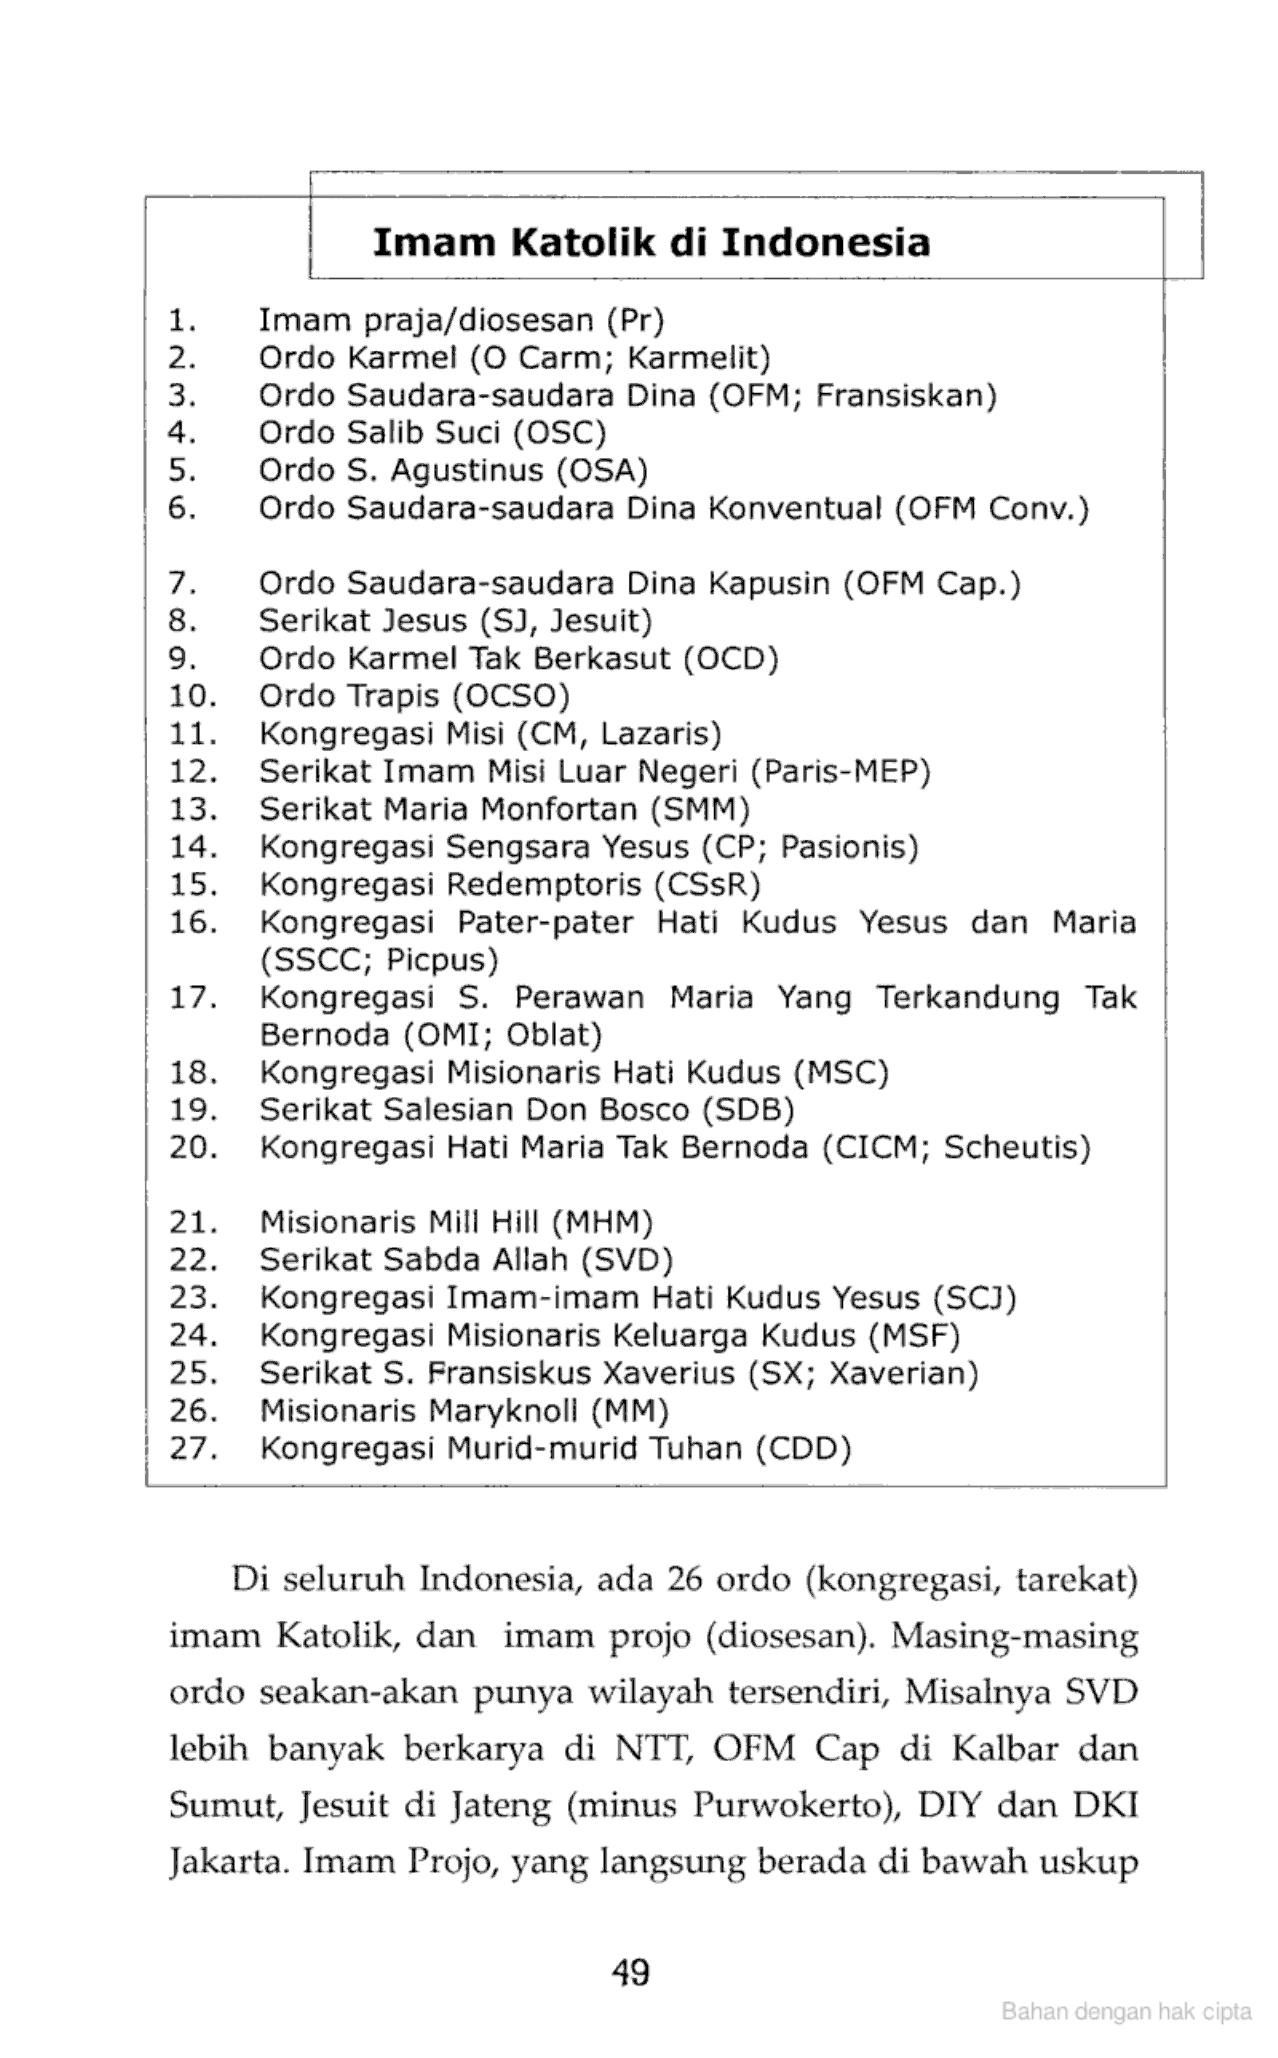 Imam Katolik di Indonesia
1. Imam praja/diosesan (Pr)
2. Ordo Karmel (O Carm; Karmelit)
3. Ordo Saudara-saudara Dina (OFM; Fransiskan)
4. Ordo Salib Suci (OSC)
5. Ordo S. Agustinus (OSA)
6. Ordo Saudara-saudara Dina Konventual (OFM Conv.)
7. Ordo Saudara-saudara Dina Kapusin (OFM Cap.)
8. Serikat Jesus (SJ, Jesuit)
9. Ordo Karmel Tak Berkasut (OCD)
10. Ordo Trapis (OCSO)
11. Kongregasi Misi (CM, Lazaris)
12. Serikat Imam Misi Luar Negeri (Paris-MEP)
13. Serikat Maria Monfortan (SMM)
14. Kongregasi Sengsara Yesus (CP; Pasionis)
15. Kongregasi Redemptoris (CSsR)
16. Kongregasi Pater-pater Hati Kudus Yesus dan Maria
(SSCC; Picpus)
17. Kongregasi S. Perawan Maria Yang Terkandung Tak
Bernoda (OMI; Oblat)
18. Kongregasi Misionaris Hati Kudus (MSC)
19. Serikat Salesian Don Bosco (SDB)
20. Kongregasi Hati Maria Tak Bernoda (CICM; Scheutis)
21. Misionaris Mill Hill (MHM)
22. Serikat Sabda Allah (SVD)
23. Kongregasi Imam-imam Hati Kudus Yesus (SCJ)
24. Kongregasi Misionaris Keluarga Kudus (MSF)
25. Serikat S. Fransiskus Xaverius (SX; Xaverian)
26. Misionaris Maryknoll (MM)
27. Kongregasi Murid-murid Tuhan (CDD)
Di seluruh Indonesia, ada 26 ordo (kongregasi, tarekat)
imam Katolik, dan imam projo (diosesan). Masing-masing
ordo seakan-akan punya wilayah tersendiri, Misalnya SVD
lebih banyak berkarya di NTT, OFM Cap di Kalbar dan
Sumut, Jesuit di Jateng (minus Purwokerto), DIY dan DKI
Jakarta. Imam Projo, yang langsung berada di bawah uskup
49
Bahan dengan hak cipta